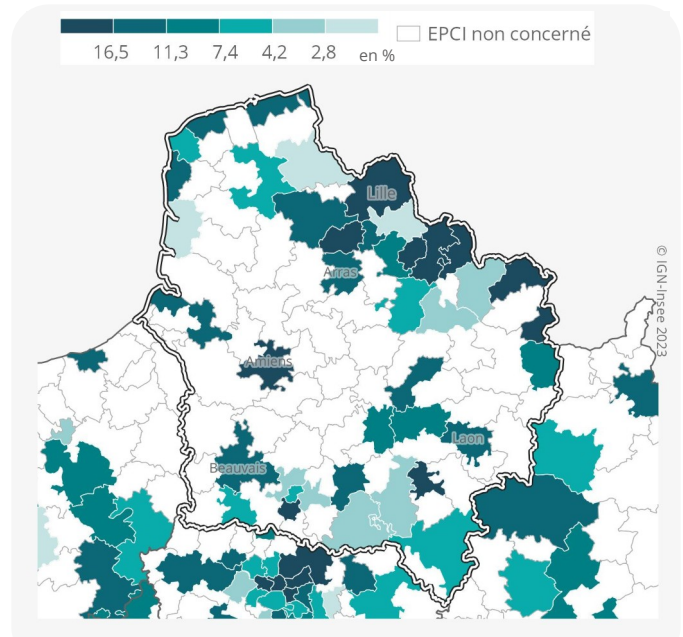 16,5 11,3 7,4 4,2 2,8 en %
EPCI non concerné
Lille
Arras
Amiens
Laon
Beauvais
© IGN-Insee 2023